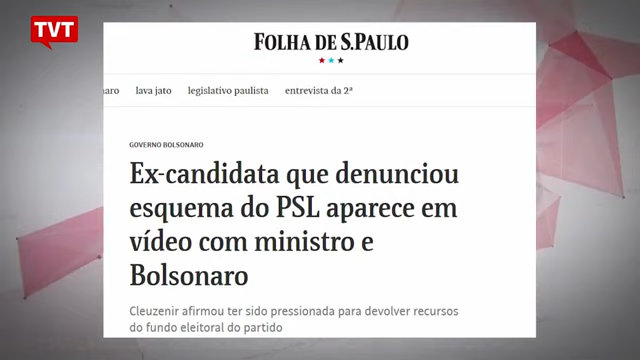 TVT
FOLHA DE S.PAULO
lava jato legislativo paulista entrevista da 2ª
GOVERNO BOLSONARO
Ex-candidata que denunciou
esquema do PSL aparece em
vídeo com ministro e
Bolsonaro
Cleuzenir afirmou ter sido pressionada para devolver recursos
do fundo eleitoral do partido